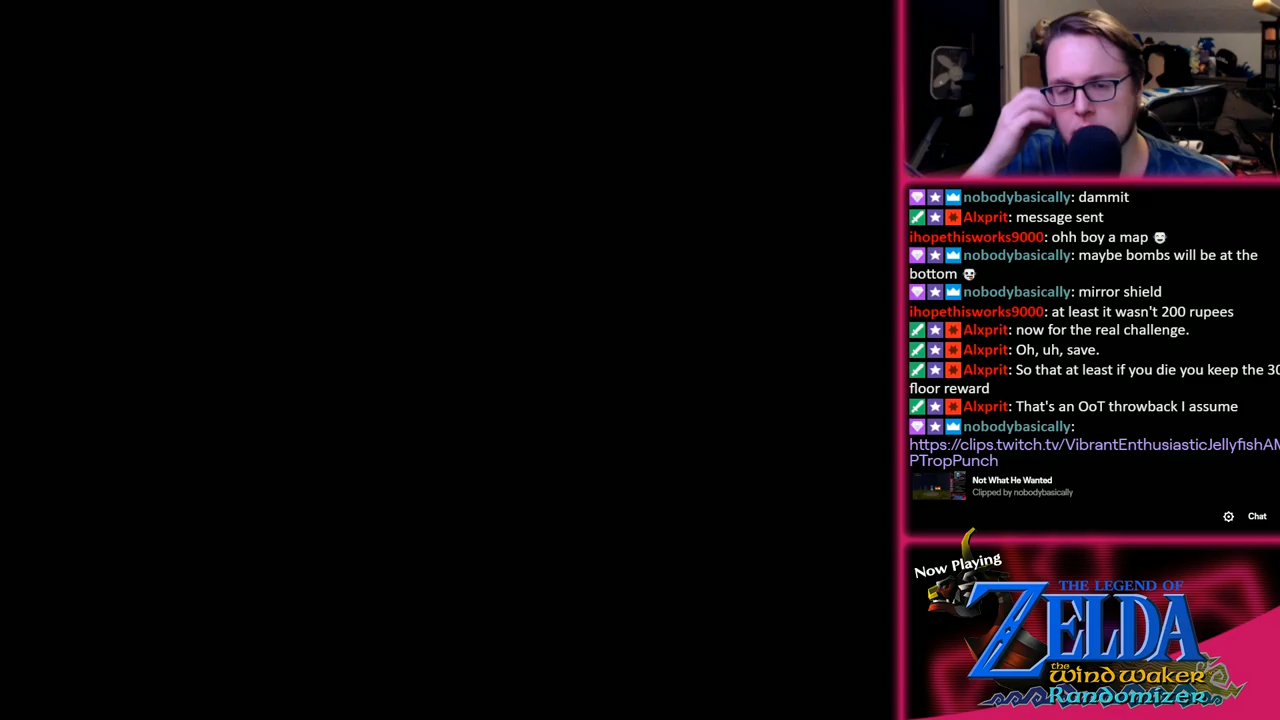 nobodybasically: dammit
Alxprit: message sent
ihopethisworks9000: ohh boy a map
nobodybasically: maybe bombs will be at the
bottom
nobodybasically: mirror shield
ihopethisworks9000: at least it wasn't 200 rupees
Alxprit: now for the real challenge.
Alxprit: Oh, uh, save.
Alxprit: So that at least if you die you keep the 30
floor reward
Alxprit: That's an OoT throwback I assume
nobodybasically:
https://clips.twitch.tv/VibrantEnthusiasticJellyfishAM
PTropPunch
Not What He Wanted
Clipped by nobodybasically
Chat
Now Playing
THE LEGEND OF
ZELDA
the
Wind Waker
Randomizer